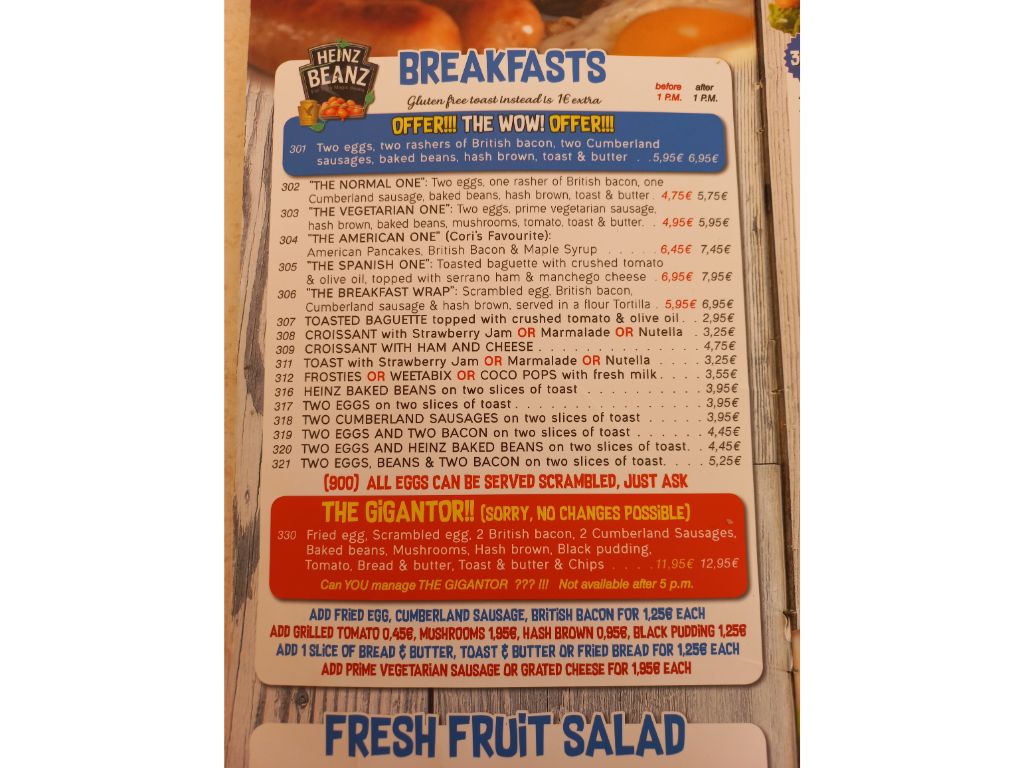 HEINZ
BEANZ
BREAKFASTS
before after
1 P.M. 1 P.M.
Gluten free toast instead is 1€ extra
OFFER!!! THE WOW! OFFER!!!
301 Two eggs, two rashers of British bacon, two Cumberland
sausages, baked beans, hash brown, toast & butter . .5,95€ 6,95€
302 "THE NORMAL ONE": Two eggs, one rasher of British bacon, one
Cumberland sausage, baked beans, hash brown, toast & butter . 4,75€ 5,75€
303 "THE VEGETARIAN ONE": Two eggs, prime vegetarian sausage,
hash brown, baked beans, mushrooms, tomato, toast & butter. . 4,95€ 5,95€
304 "THE AMERICAN ONE" (Cori's Favourite):
American Pancakes, British Bacon & Maple Syrup . . . . . . 6,45€ 7,45€
305 "THE SPANISH ONE": Toasted baguette with crushed tomato
& olive oil, topped with serrano ham & manchego cheese . 6,95€ 7,95€
306 "THE BREAKFAST WRAP": Scrambled egg, British bacon,
Cumberland sausage & hash brown, served in a flour Tortilla . 5,95€ 6,95€
307 TOASTED BAGUETTE topped with crushed tomato & olive oil. . 2,95€
308 CROISSANT with Strawberry Jam OR Marmalade OR Nutella . 3,25€
309 CROISSANT WITH HAM AND CHEESE . . . . . . . . . . . . . . . 4,75€
311 TOAST with Strawberry Jam OR Marmalade OR Nutella . . . . 3,25€
312 FROSTIES OR WEETABIX OR COCO POPS with fresh milk. . . . 3,55€
316 HEINZ BAKED BEANS on two slices of toast . . . . . . . . . . 3,95€
317 TWO EGGS on two slices of toast . . . . . . . . . . . . . . . . . 3,95€
318 TWO CUMBERLAND SAUSAGES on two slices of toast . . . . . . 3,95€
319 TWO EGGS AND TWO BACON on two slices of toast . . . . . . 4,45€
320 TWO EGGS AND HEINZ BAKED BEANS on two slices of toast. . 4,45€
321 TWO EGGS, BEANS & TWO BACON on two slices of toast. . . . 5,25€
(900) ALL EGGS CAN BE SERVED SCRAMBLED, JUST ASK
THE GIGANTOR!! (SORRY, NO CHANGES POSSIBLE)
330 Fried egg, Scrambled egg, 2 British bacon, 2 Cumberland Sausages,
Baked beans, Mushrooms, Hash brown, Black pudding,
Tomato, Bread & butter, Toast & butter & Chips . . . . 11,95€ 12,95€
Can YOU manage THE GIGANTOR ??? !!! Not available after 5 p.m.
ADD FRIED EGG, CUMBERLAND SAUSAGE, BRITISH BACON FOR 1,25€ EACH
ADD GRILLED TOMATO 0,45€, MUSHROOMS 1,95€, HASH BROWN 0,95€, BLACK PUDDING 1,25€
ADD 1 SLICE OF BREAD & BUTTER, TOAST & BUTTER OR FRIED BREAD FOR 1,25€ EACH
ADD PRIME VEGETARIAN SAUSAGE OR GRATED CHEESE FOR 1,95€ EACH
FRESH FRUIT SALAD